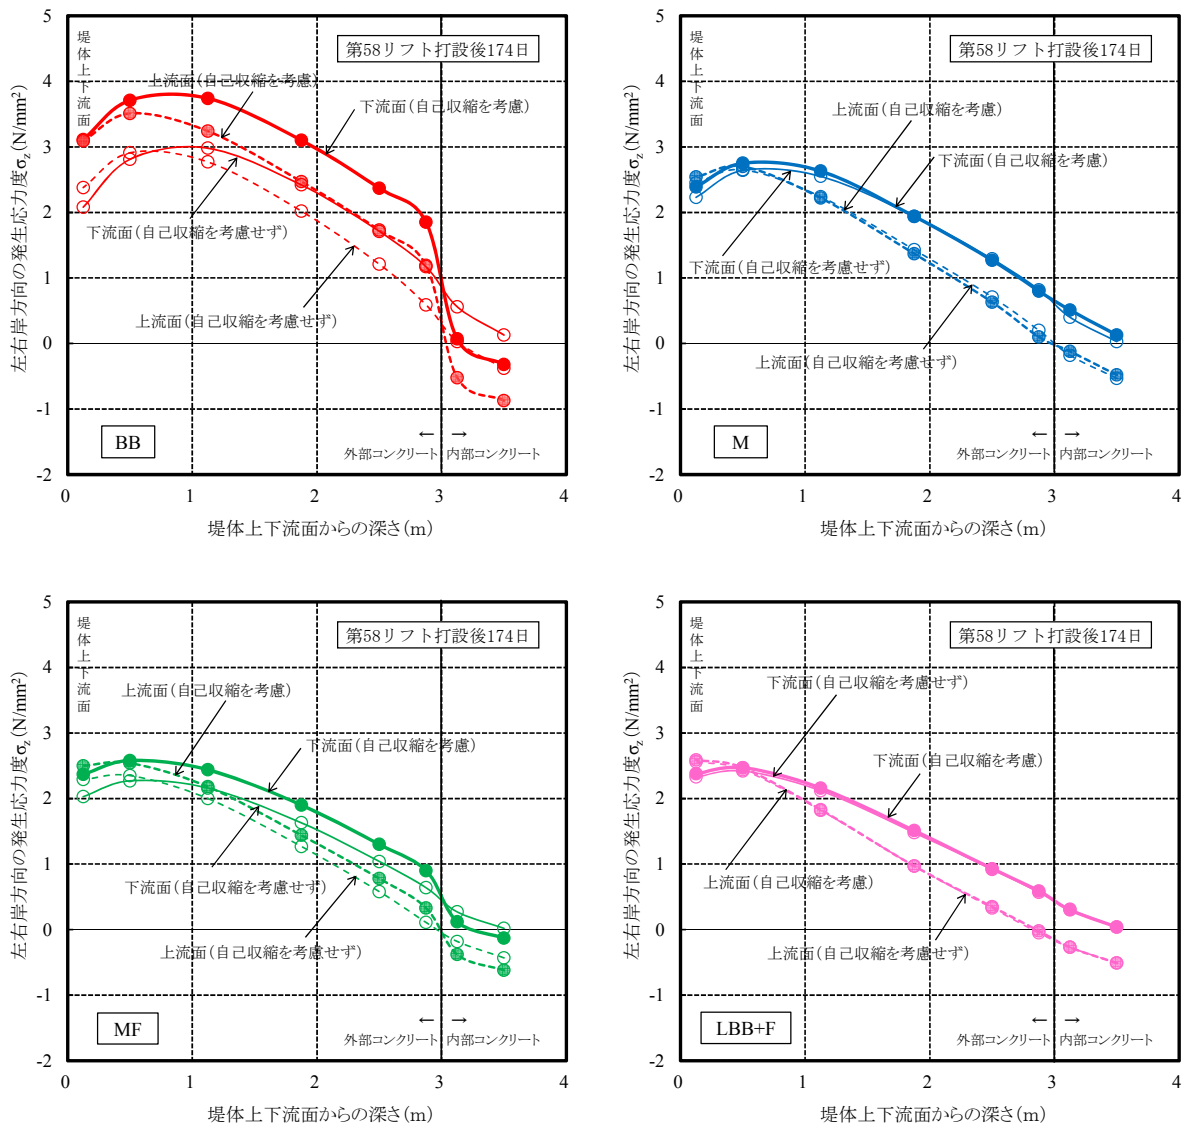 5
4
3
2
1
0
-1
-2
左右岸方向の発生応力度σz(N/mm²)
堤体上下流面
第58リフト打設後174日
上流面(自己収縮を考慮)
下流面(自己収縮を考慮)
下流面(自己収縮を考慮せず)
上流面(自己収縮を考慮せず)
BB
← →
外部コンクリート 内部コンクリート
0 1 2 3 4
堤体上下流面からの深さ(m)
5
4
3
2
1
0
-1
-2
左右岸方向の発生応力度σz(N/mm²)
堤体上下流面
第58リフト打設後174日
上流面(自己収縮を考慮)
下流面(自己収縮を考慮)
下流面(自己収縮を考慮せず)
上流面(自己収縮を考慮せず)
M
← →
外部コンクリート 内部コンクリート
0 1 2 3 4
堤体上下流面からの深さ(m)
5
4
3
2
1
0
-1
-2
左右岸方向の発生応力度σz(N/mm²)
堤体上下流面
第58リフト打設後174日
上流面(自己収縮を考慮)
下流面(自己収縮を考慮)
下流面(自己収縮を考慮せず)
上流面(自己収縮を考慮せず)
MF
← →
外部コンクリート 内部コンクリート
0 1 2 3 4
堤体上下流面からの深さ(m)
5
4
3
2
1
0
-1
-2
左右岸方向の発生応力度σz(N/mm²)
堤体上下流面
第58リフト打設後174日
下流面(自己収縮を考慮せず)
下流面(自己収縮を考慮)
上流面(自己収縮を考慮)
上流面(自己収縮を考慮せず)
LBB+F
← →
外部コンクリート 内部コンクリート
0 1 2 3 4
堤体上下流面からの深さ(m)